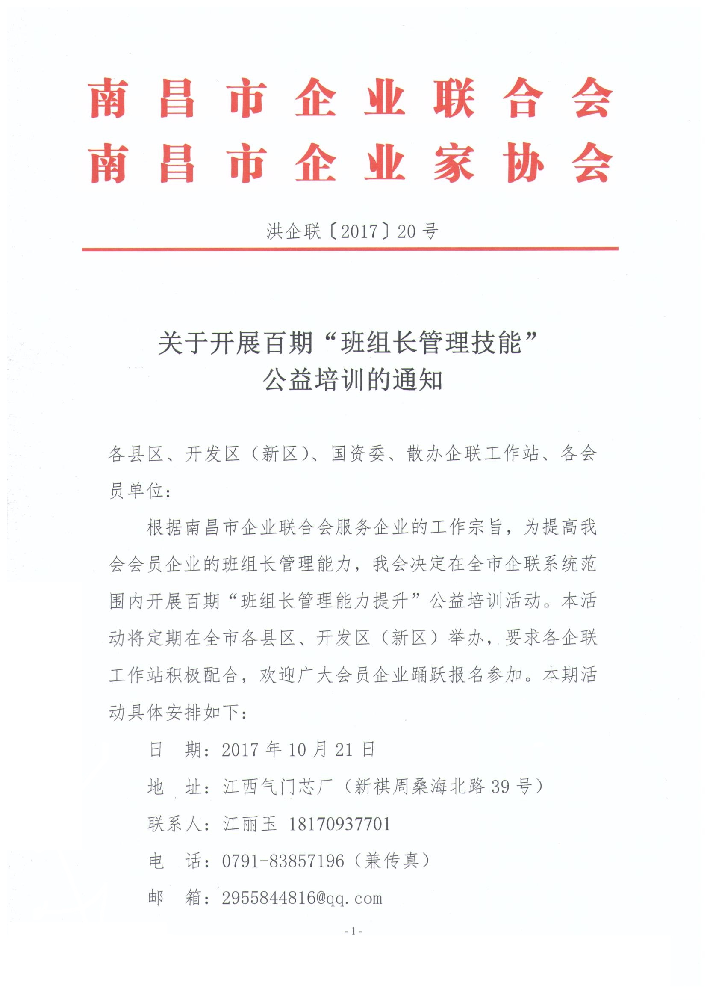 南昌市企业联合会
南昌市企业家协会
洪企联〔2017〕20号
关于开展百期“班组长管理技能”
公益培训的通知
各县区、开发区（新区）、国资委、散办企联工作站、各会
员单位：
根据南昌市企业联合会服务企业的工作宗旨，为提高我
会会员企业的班组长管理能力，我会决定在全市企联系统范
围内开展百期“班组长管理能力提升”公益培训活动。本活
动将定期在全市各县区、开发区（新区）举办，要求各企联
工作站积极配合，欢迎广大会员企业踊跃报名参加。本期活
动具体安排如下：
日　期：2017年10月21日
地　址：江西气门芯厂（新祺周桑海北路39号）
联系人：江丽玉 18170937701
电　话：0791-83857196（兼传真）
邮　箱：2955844816@qq.com
- 1 -